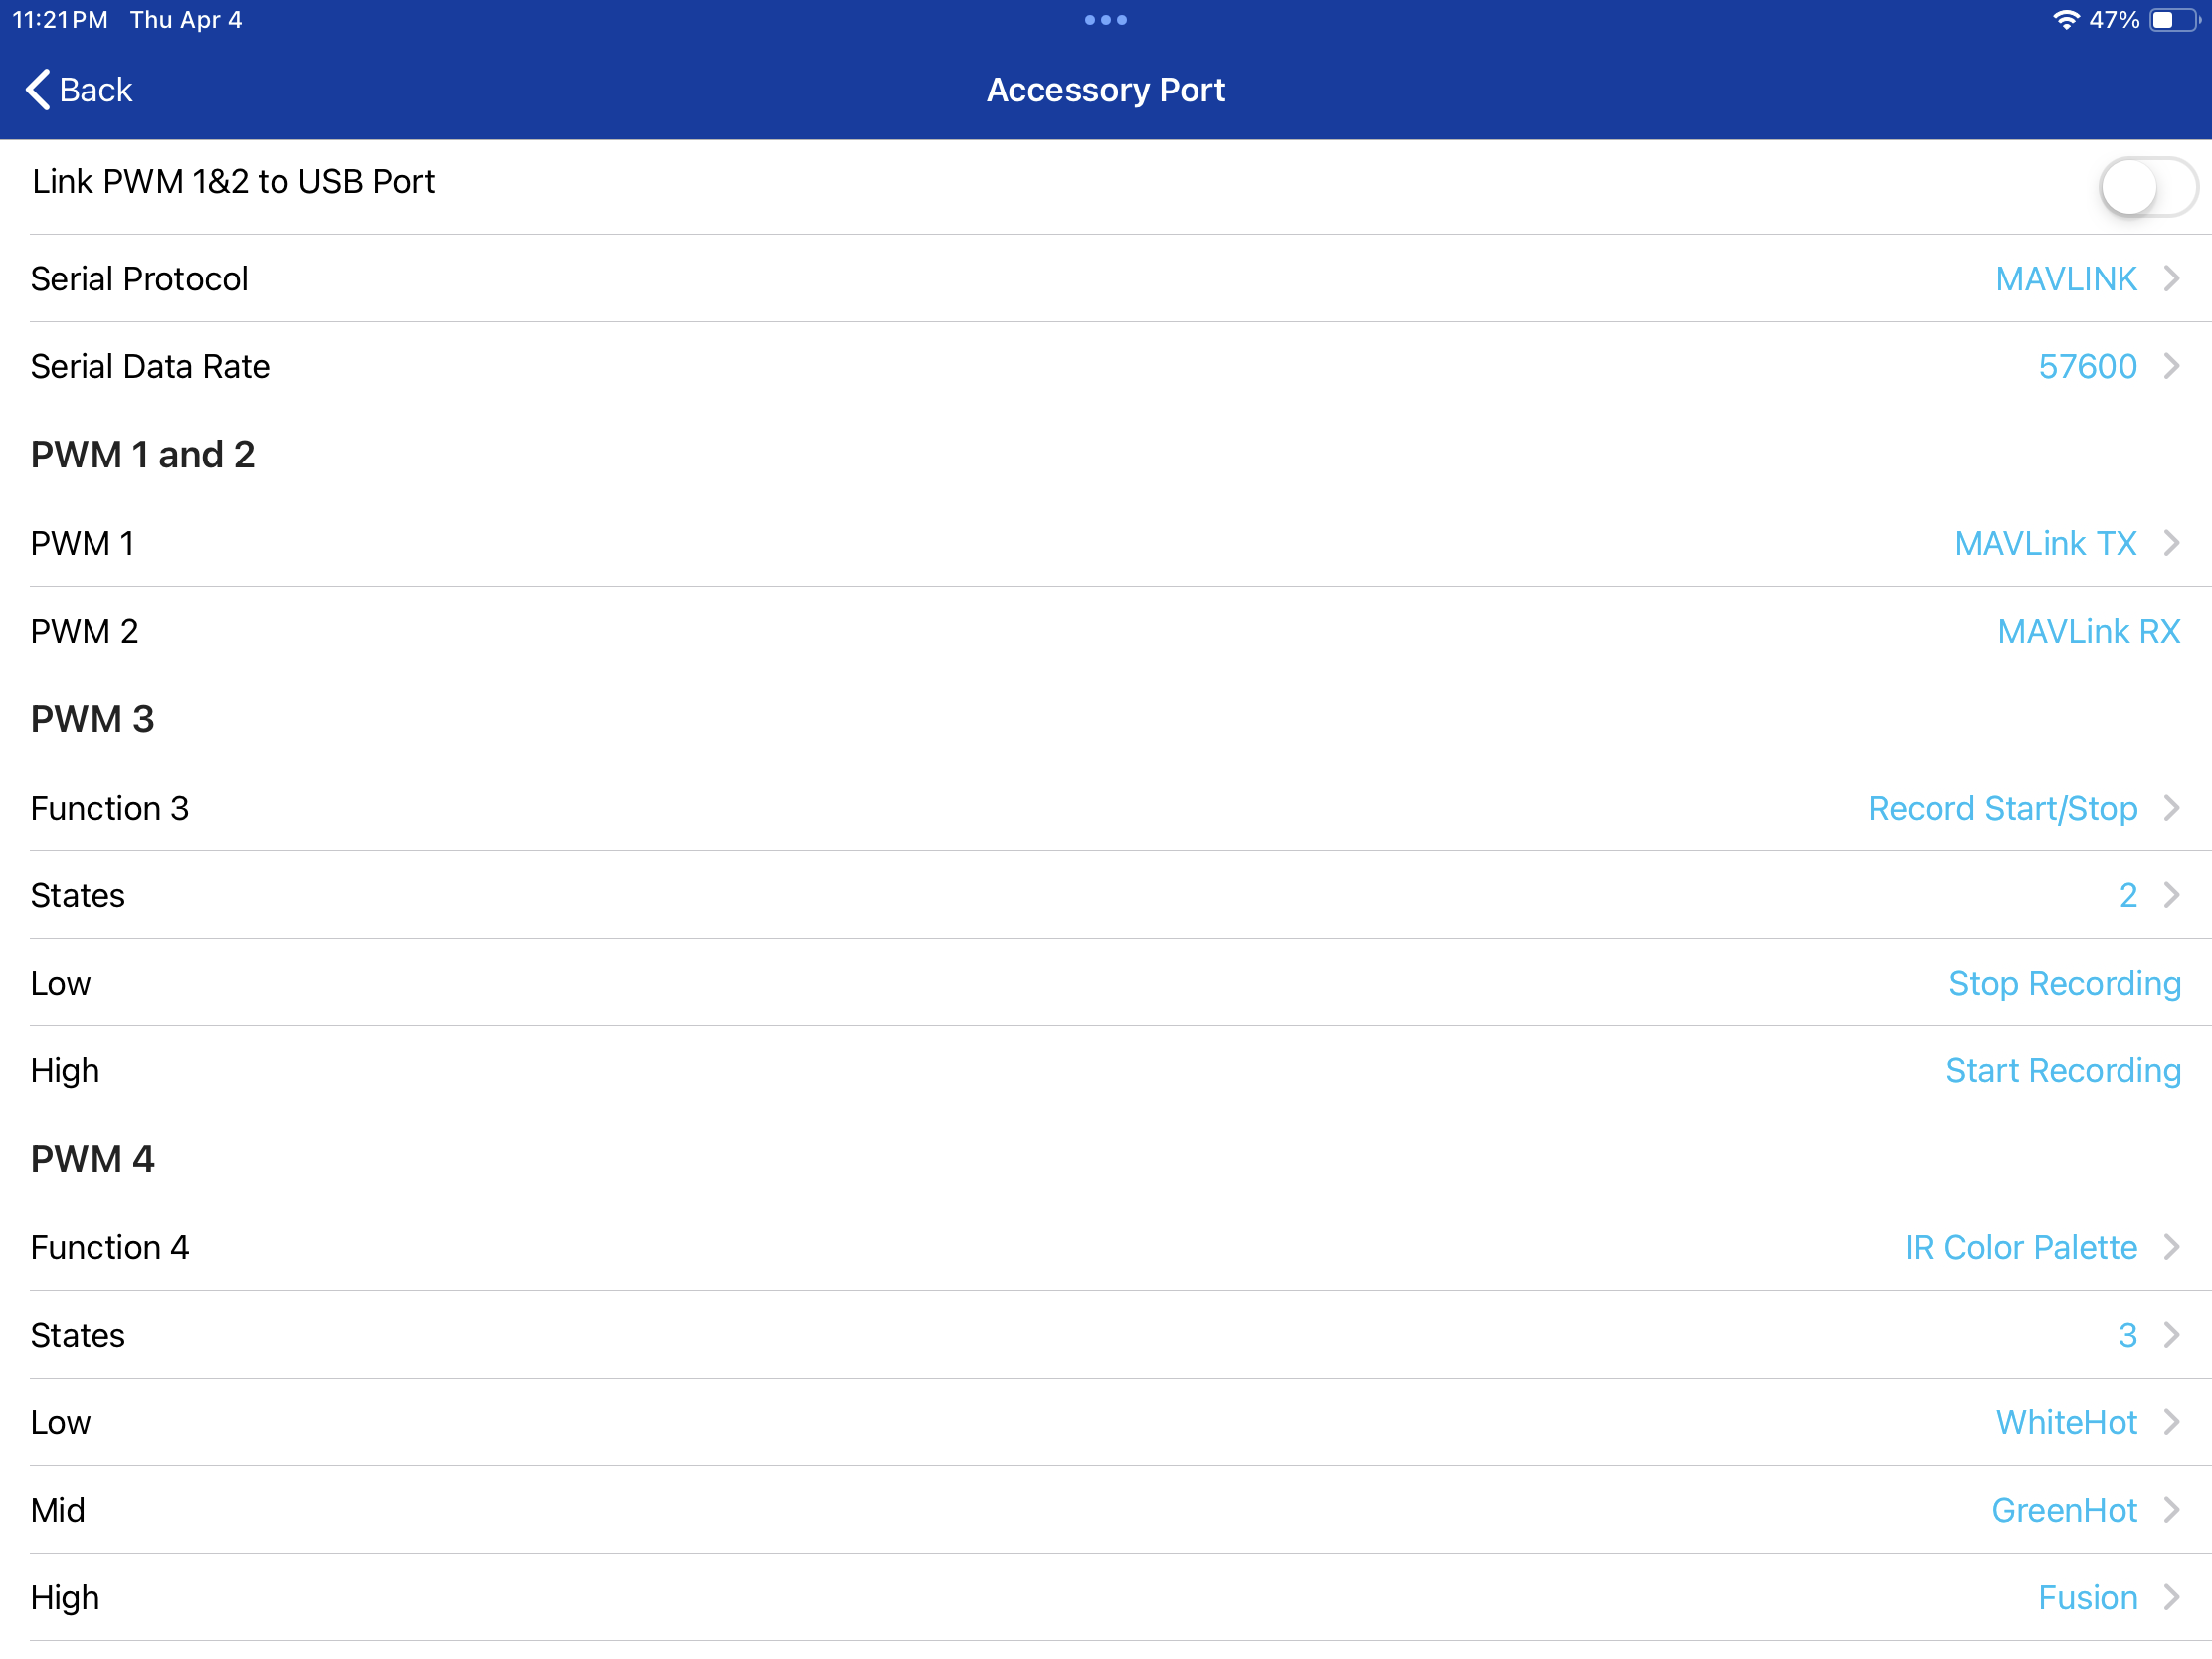 11:21 PM Thu Apr 4 47%
Back Accessory Port
Link PWM 1&2 to USB Port
Serial Protocol MAVLINK
Serial Data Rate 57600
PWM 1 and 2
PWM 1 MAVLink TX
PWM 2 MAVLink RX
PWM 3
Function 3 Record Start/Stop
States 2
Low Stop Recording
High Start Recording
PWM 4
Function 4 IR Color Palette
States 3
Low WhiteHot
Mid GreenHot
High Fusion